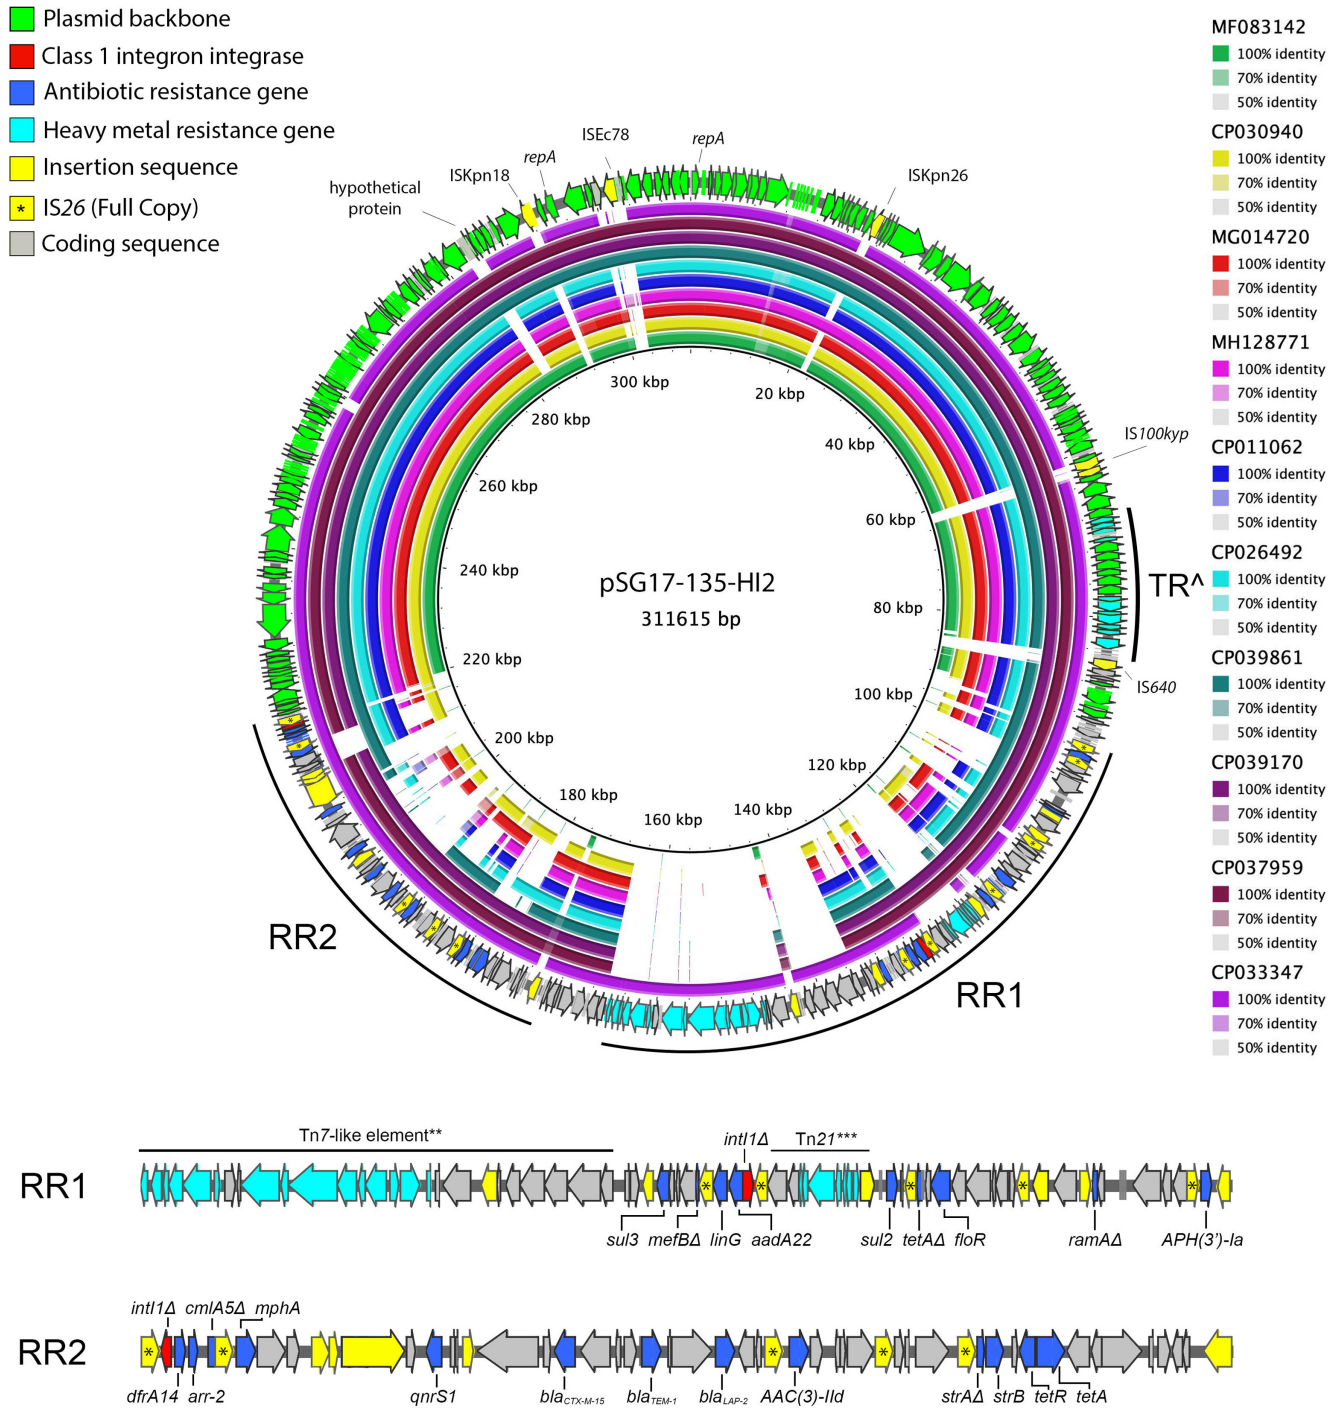 Plasmid backbone
Class 1 integron integrase
Antibiotic resistance gene
Heavy metal resistance gene
Insertion sequence
* IS26 (Full Copy)
Coding sequence
hypothetical
protein
ISKpn18
repA
ISEc78
repA
ISKpn26
IS100kyp
TR^
IS640
RR1
RR2
300 kbp
20 kbp
40 kbp
60 kbp
80 kbp
100 kbp
120 kbp
140 kbp
160 kbp
180 kbp
200 kbp
220 kbp
240 kbp
260 kbp
280 kbp
pSG17-135-HI2
311615 bp
MF083142
100% identity
70% identity
50% identity
CP030940
100% identity
70% identity
50% identity
MG014720
100% identity
70% identity
50% identity
MH128771
100% identity
70% identity
50% identity
CP011062
100% identity
70% identity
50% identity
CP026492
100% identity
70% identity
50% identity
CP039861
100% identity
70% identity
50% identity
CP039170
100% identity
70% identity
50% identity
CP037959
100% identity
70% identity
50% identity
CP033347
100% identity
70% identity
50% identity
Tn7-like element**
intI1Δ
Tn21***
RR1
* * * * *
sul3 mefBΔ linG aadA22 sul2 tetAΔ floR ramAΔ APH(3')-Ia
intI1Δ cmlA5Δ mphA
RR2
* * * * *
dfrA14 arr-2 qnrS1 blaCTX-M-15 blaTEM-1 blaLAP-2 AAC(3)-IId strAΔ strB tetR tetA